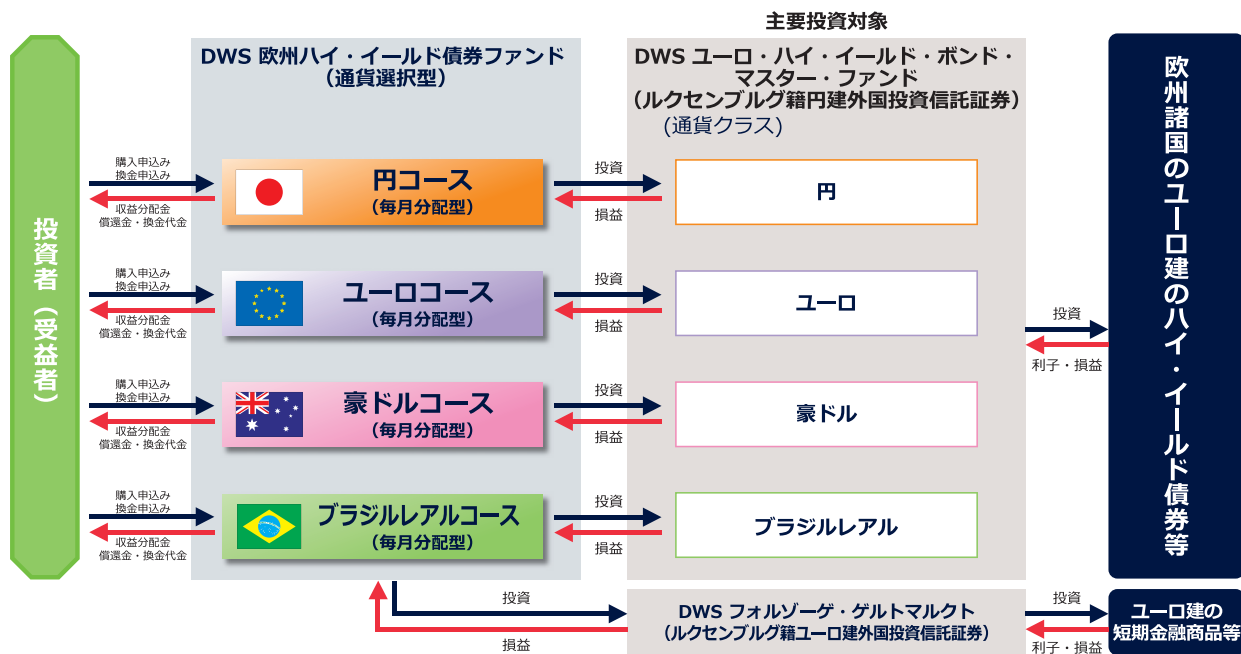 主要投資対象
投資者（受益者）
DWS 欧州ハイ・イールド債券ファンド
（通貨選択型）
DWS ユーロ・ハイ・イールド・ボンド・
マスター・ファンド
（ルクセンブルグ籍円建外国投資信託証券）
(通貨クラス)
欧州諸国のユーロ建のハイ・イールド債券等
購入申込み
換金申込み
収益分配金
償還金・換金代金
円コース
（毎月分配型）
投資
損益
円
購入申込み
換金申込み
収益分配金
償還金・換金代金
ユーロコース
（毎月分配型）
投資
損益
ユーロ
投資
利子・損益
購入申込み
換金申込み
収益分配金
償還金・換金代金
豪ドルコース
（毎月分配型）
投資
損益
豪ドル
購入申込み
換金申込み
収益分配金
償還金・換金代金
ブラジルレアルコース
（毎月分配型）
投資
損益
ブラジルレアル
投資
損益
DWS フォルゾーゲ・ゲルトマルクト
（ルクセンブルグ籍ユーロ建外国投資信託証券）
投資
利子・損益
ユーロ建の
短期金融商品等